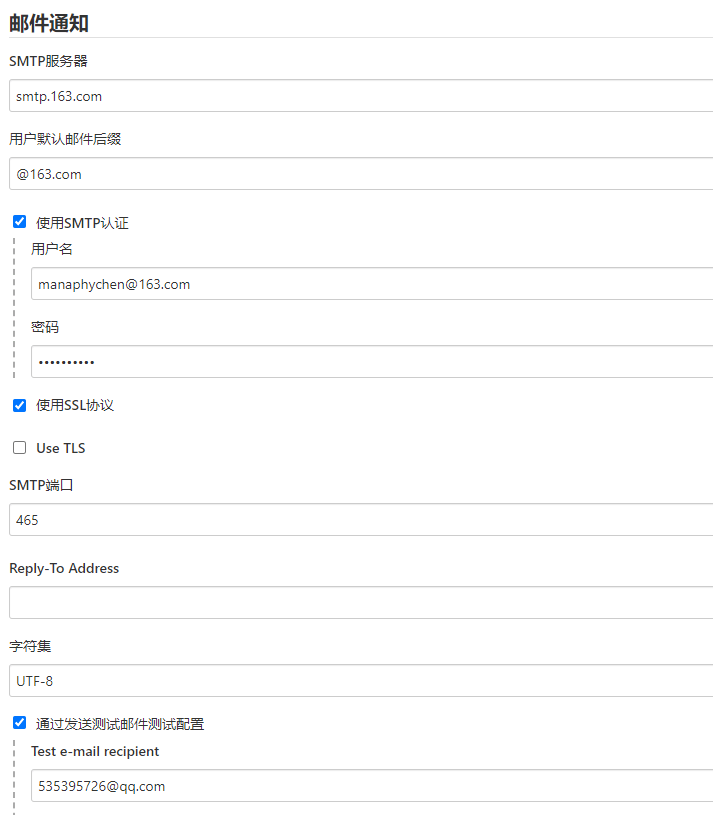 邮件通知
SMTP服务器
smtp.163.com
用户默认邮件后缀
@163.com
使用SMTP认证
用户名
manaphychen@163.com
密码
••••••••••
使用SSL协议
Use TLS
SMTP端口
465
Reply-To Address
字符集
UTF-8
通过发送测试邮件测试配置
Test e-mail recipient
535395726@qq.com